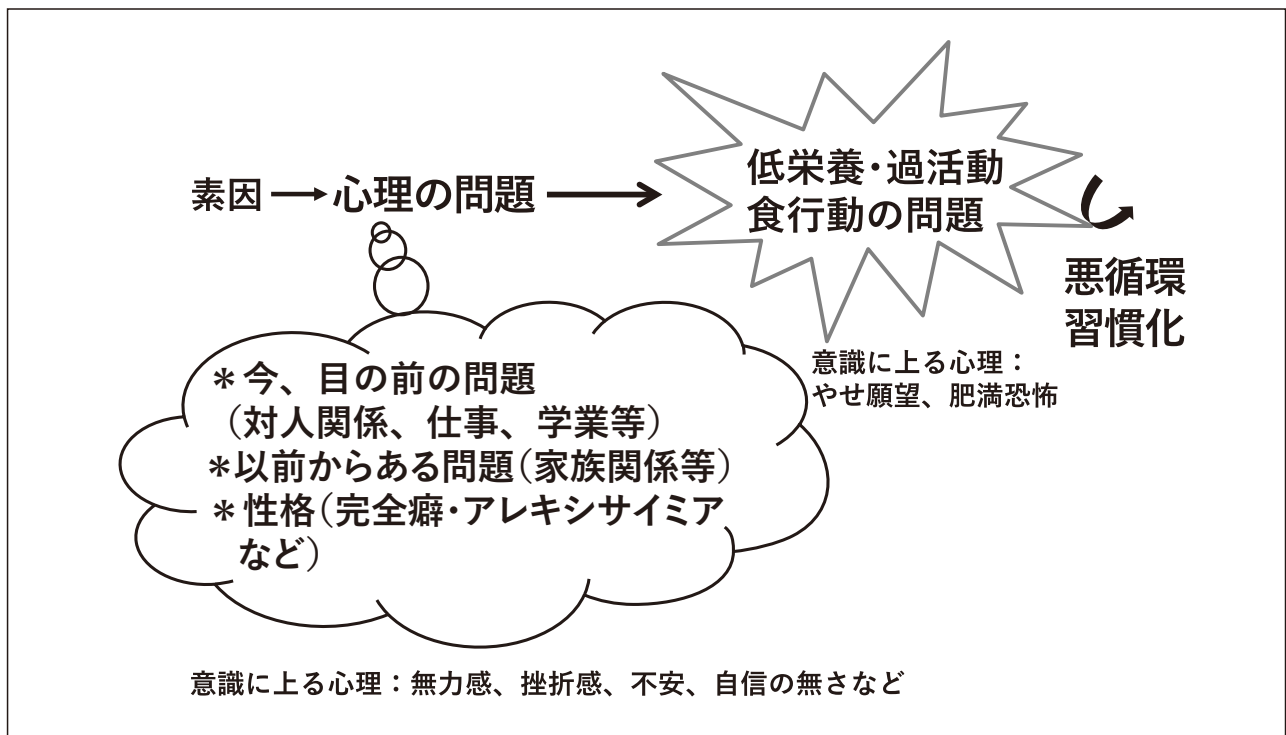 素因
心理の問題
低栄養・過活動
食行動の問題
悪循環
習慣化
意識に上る心理：
やせ願望、肥満恐怖
＊今、目の前の問題
（対人関係、仕事、学業等）
＊以前からある問題（家族関係等）
＊性格（完全癖・アレキシサイミア
など）
意識に上る心理：無力感、挫折感、不安、自信の無さなど